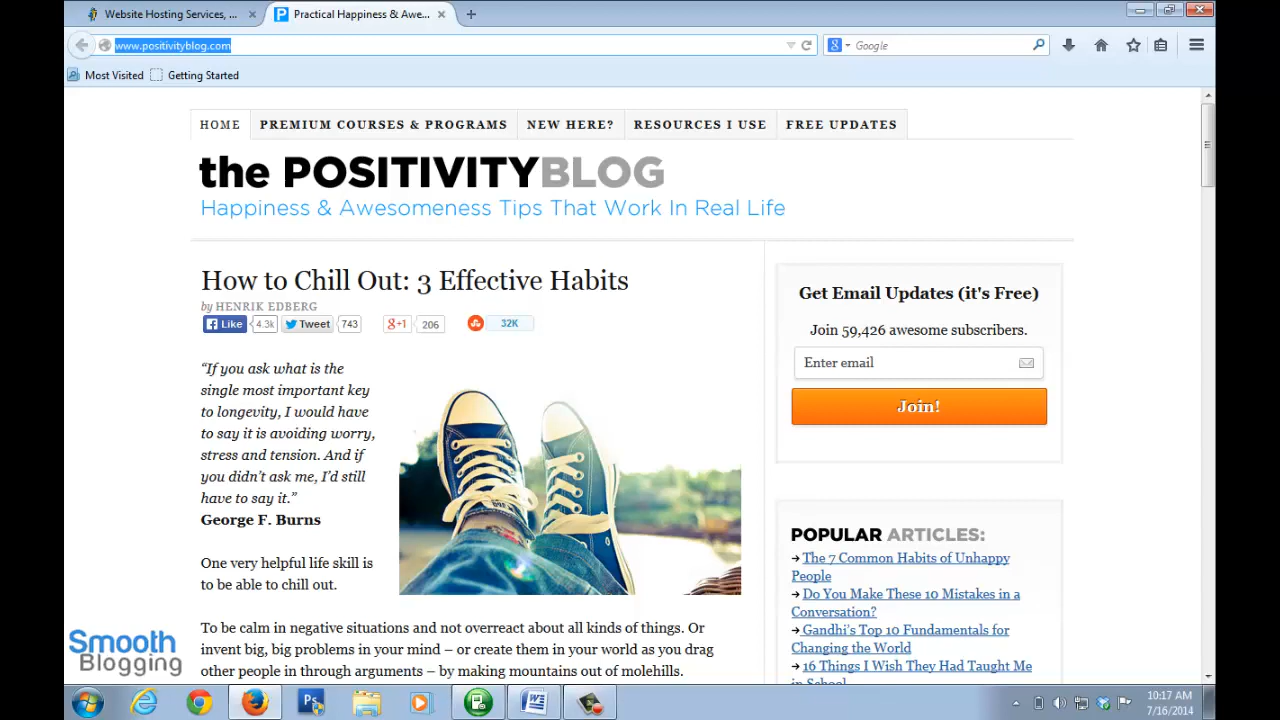 Website Hosting Services, ...
Practical Happiness & Awe...
www.positivityblog.com
Google
Most Visited
Getting Started
HOME
PREMIUM COURSES & PROGRAMS
NEW HERE?
RESOURCES I USE
FREE UPDATES
the POSITIVITYBLOG
Happiness & Awesomeness Tips That Work In Real Life
How to Chill Out: 3 Effective Habits
by HENRIK EDBERG
Like 4.3k Tweet 743 g+1 206 32K
“If you ask what is the
single most important key
to longevity, I would have
to say it is avoiding worry,
stress and tension. And if
you didn’t ask me, I’d still
have to say it.”
George F. Burns
One very helpful life skill is
to be able to chill out.
To be calm in negative situations and not overreact about all kinds of things. Or
invent big, big problems in your mind – or create them in your world as you drag
other people in through arguments – by making mountains out of molehills.
Get Email Updates (it's Free)
Join 59,426 awesome subscribers.
Enter email
Join!
POPULAR ARTICLES:
The 7 Common Habits of Unhappy
People
Do You Make These 10 Mistakes in a
Conversation?
Gandhi's Top 10 Fundamentals for
Changing the World
16 Things I Wish They Had Taught Me
in School
Smooth
Blogging
10:17 AM
7/16/2014